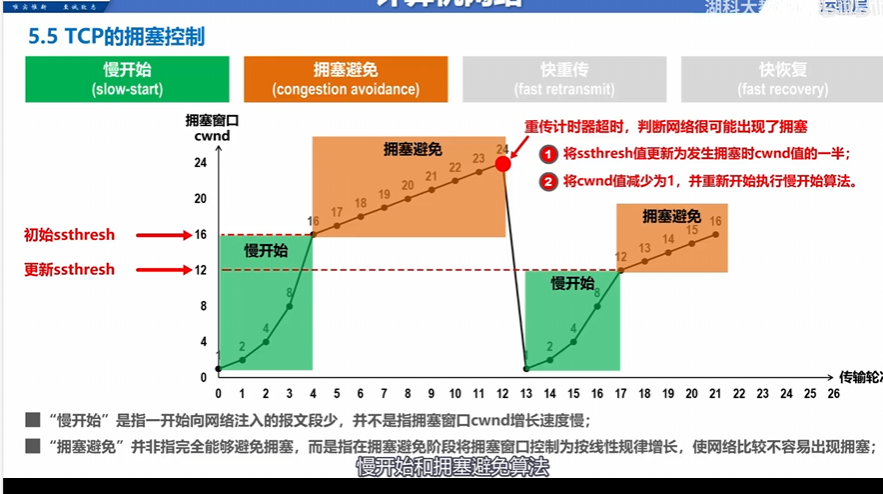 计算机网络
运输层
5.5 TCP的拥塞控制
慢开始
(slow-start)
拥塞避免
(congestion avoidance)
快重传
(fast retransmit)
快恢复
(fast recovery)
拥塞窗口
cwnd
重传计时器超时，判断网络很可能出现了拥塞
① 将ssthresh值更新为发生拥塞时cwnd值的一半；
② 将cwnd值减少为1，并重新开始执行慢开始算法。
24
20
16
12
8
4
0
初始ssthresh
更新ssthresh
慢开始
拥塞避免
慢开始
拥塞避免
1 2 4 8 16 17 18 19 20 21 22 23 24
1 2 4 8 12 13 14 15 16
0 1 2 3 4 5 6 7 8 9 10 11 12 13 14 15 16 17 18 19 20 21 22 23 24 25 26
传输轮次
“慢开始”是指一开始向网络注入的报文段少，并不是指拥塞窗口cwnd增长速度慢；
“拥塞避免”并非指完全能够避免拥塞，而是指在拥塞避免阶段将拥塞窗口控制为按线性规律增长，使网络比较不容易出现拥塞；
慢开始和拥塞避免算法